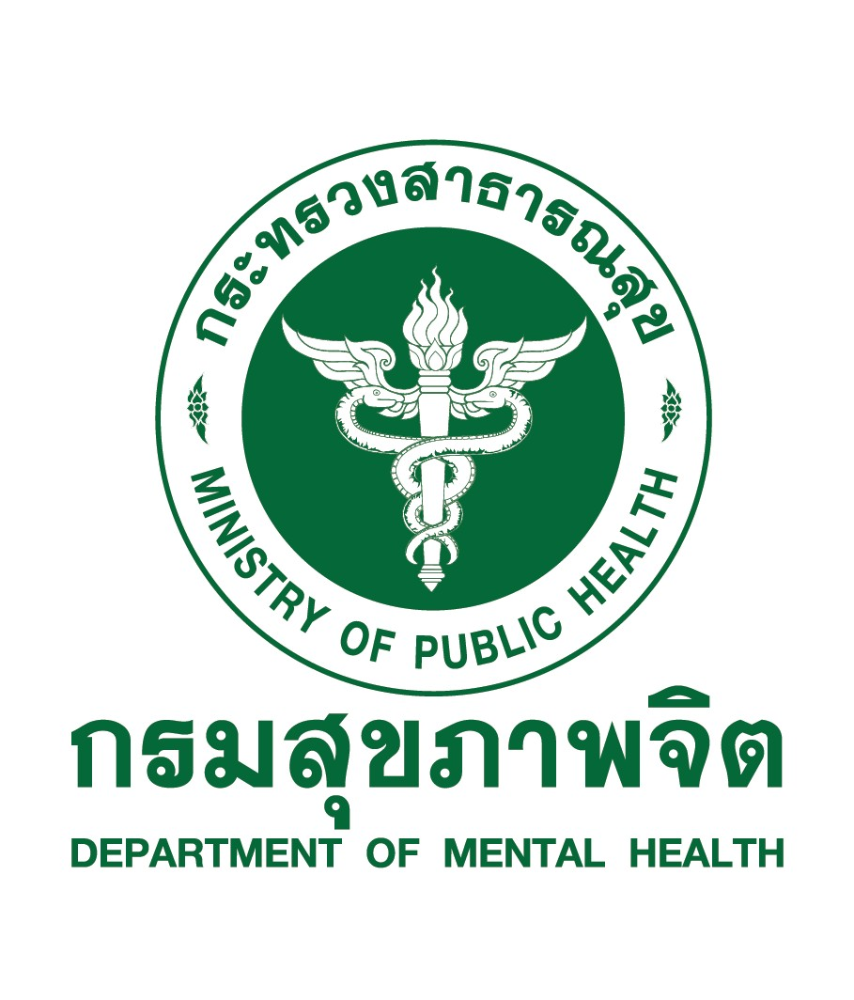 กระทรวงสาธารณสุข
MINISTRY OF PUBLIC HEALTH
กรมสุขภาพจิต
DEPARTMENT OF MENTAL HEALTH